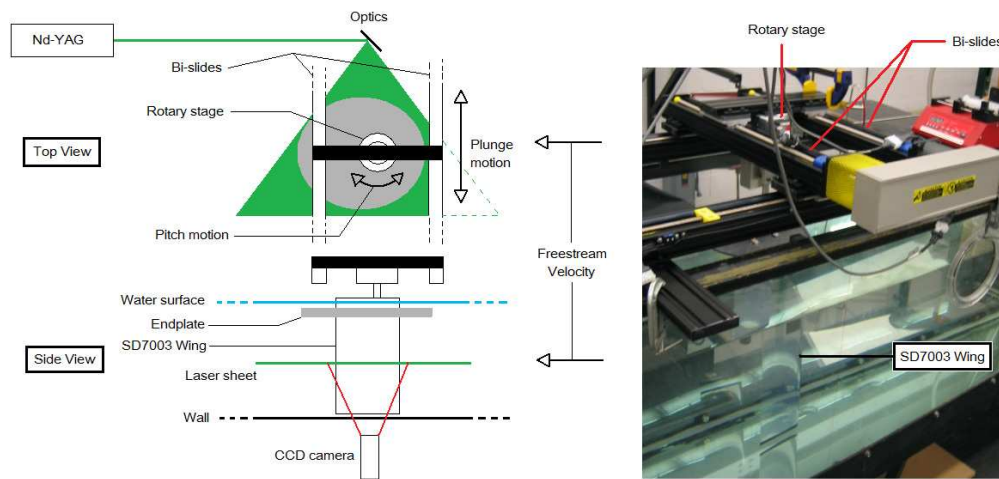 Optics
Nd-YAG
Bi-slides
Rotary stage
Top View
Plunge
motion
Pitch motion
Freestream
Velocity
Water surface
Endplate
SD7003 Wing
Side View
Laser sheet
Wall
CCD camera
Rotary stage
Bi-slides
SD7003 Wing